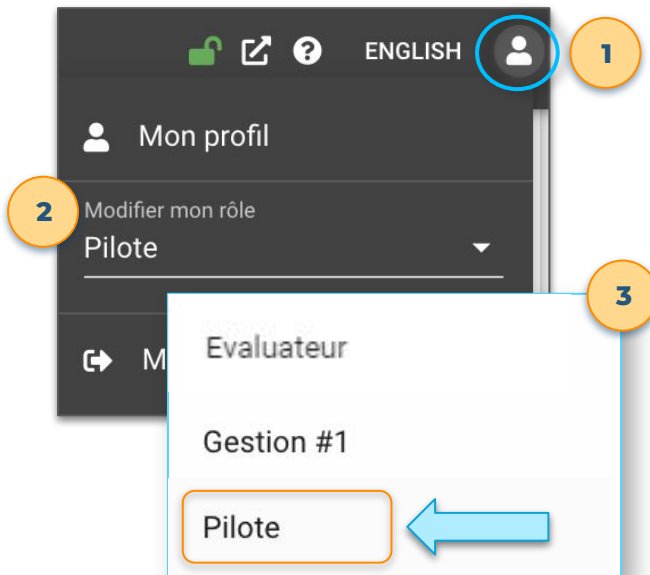 ENGLISH
1
Mon profil
2
Modifier mon rôle
Pilote
3
M
Evaluateur
Gestion #1
Pilote